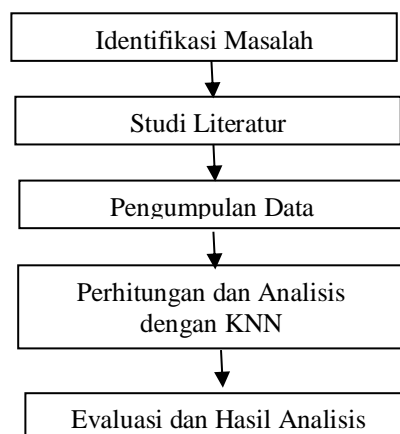 Identifikasi Masalah
Studi Literatur
Pengumpulan Data
Perhitungan dan Analisis
dengan KNN
Evaluasi dan Hasil Analisis